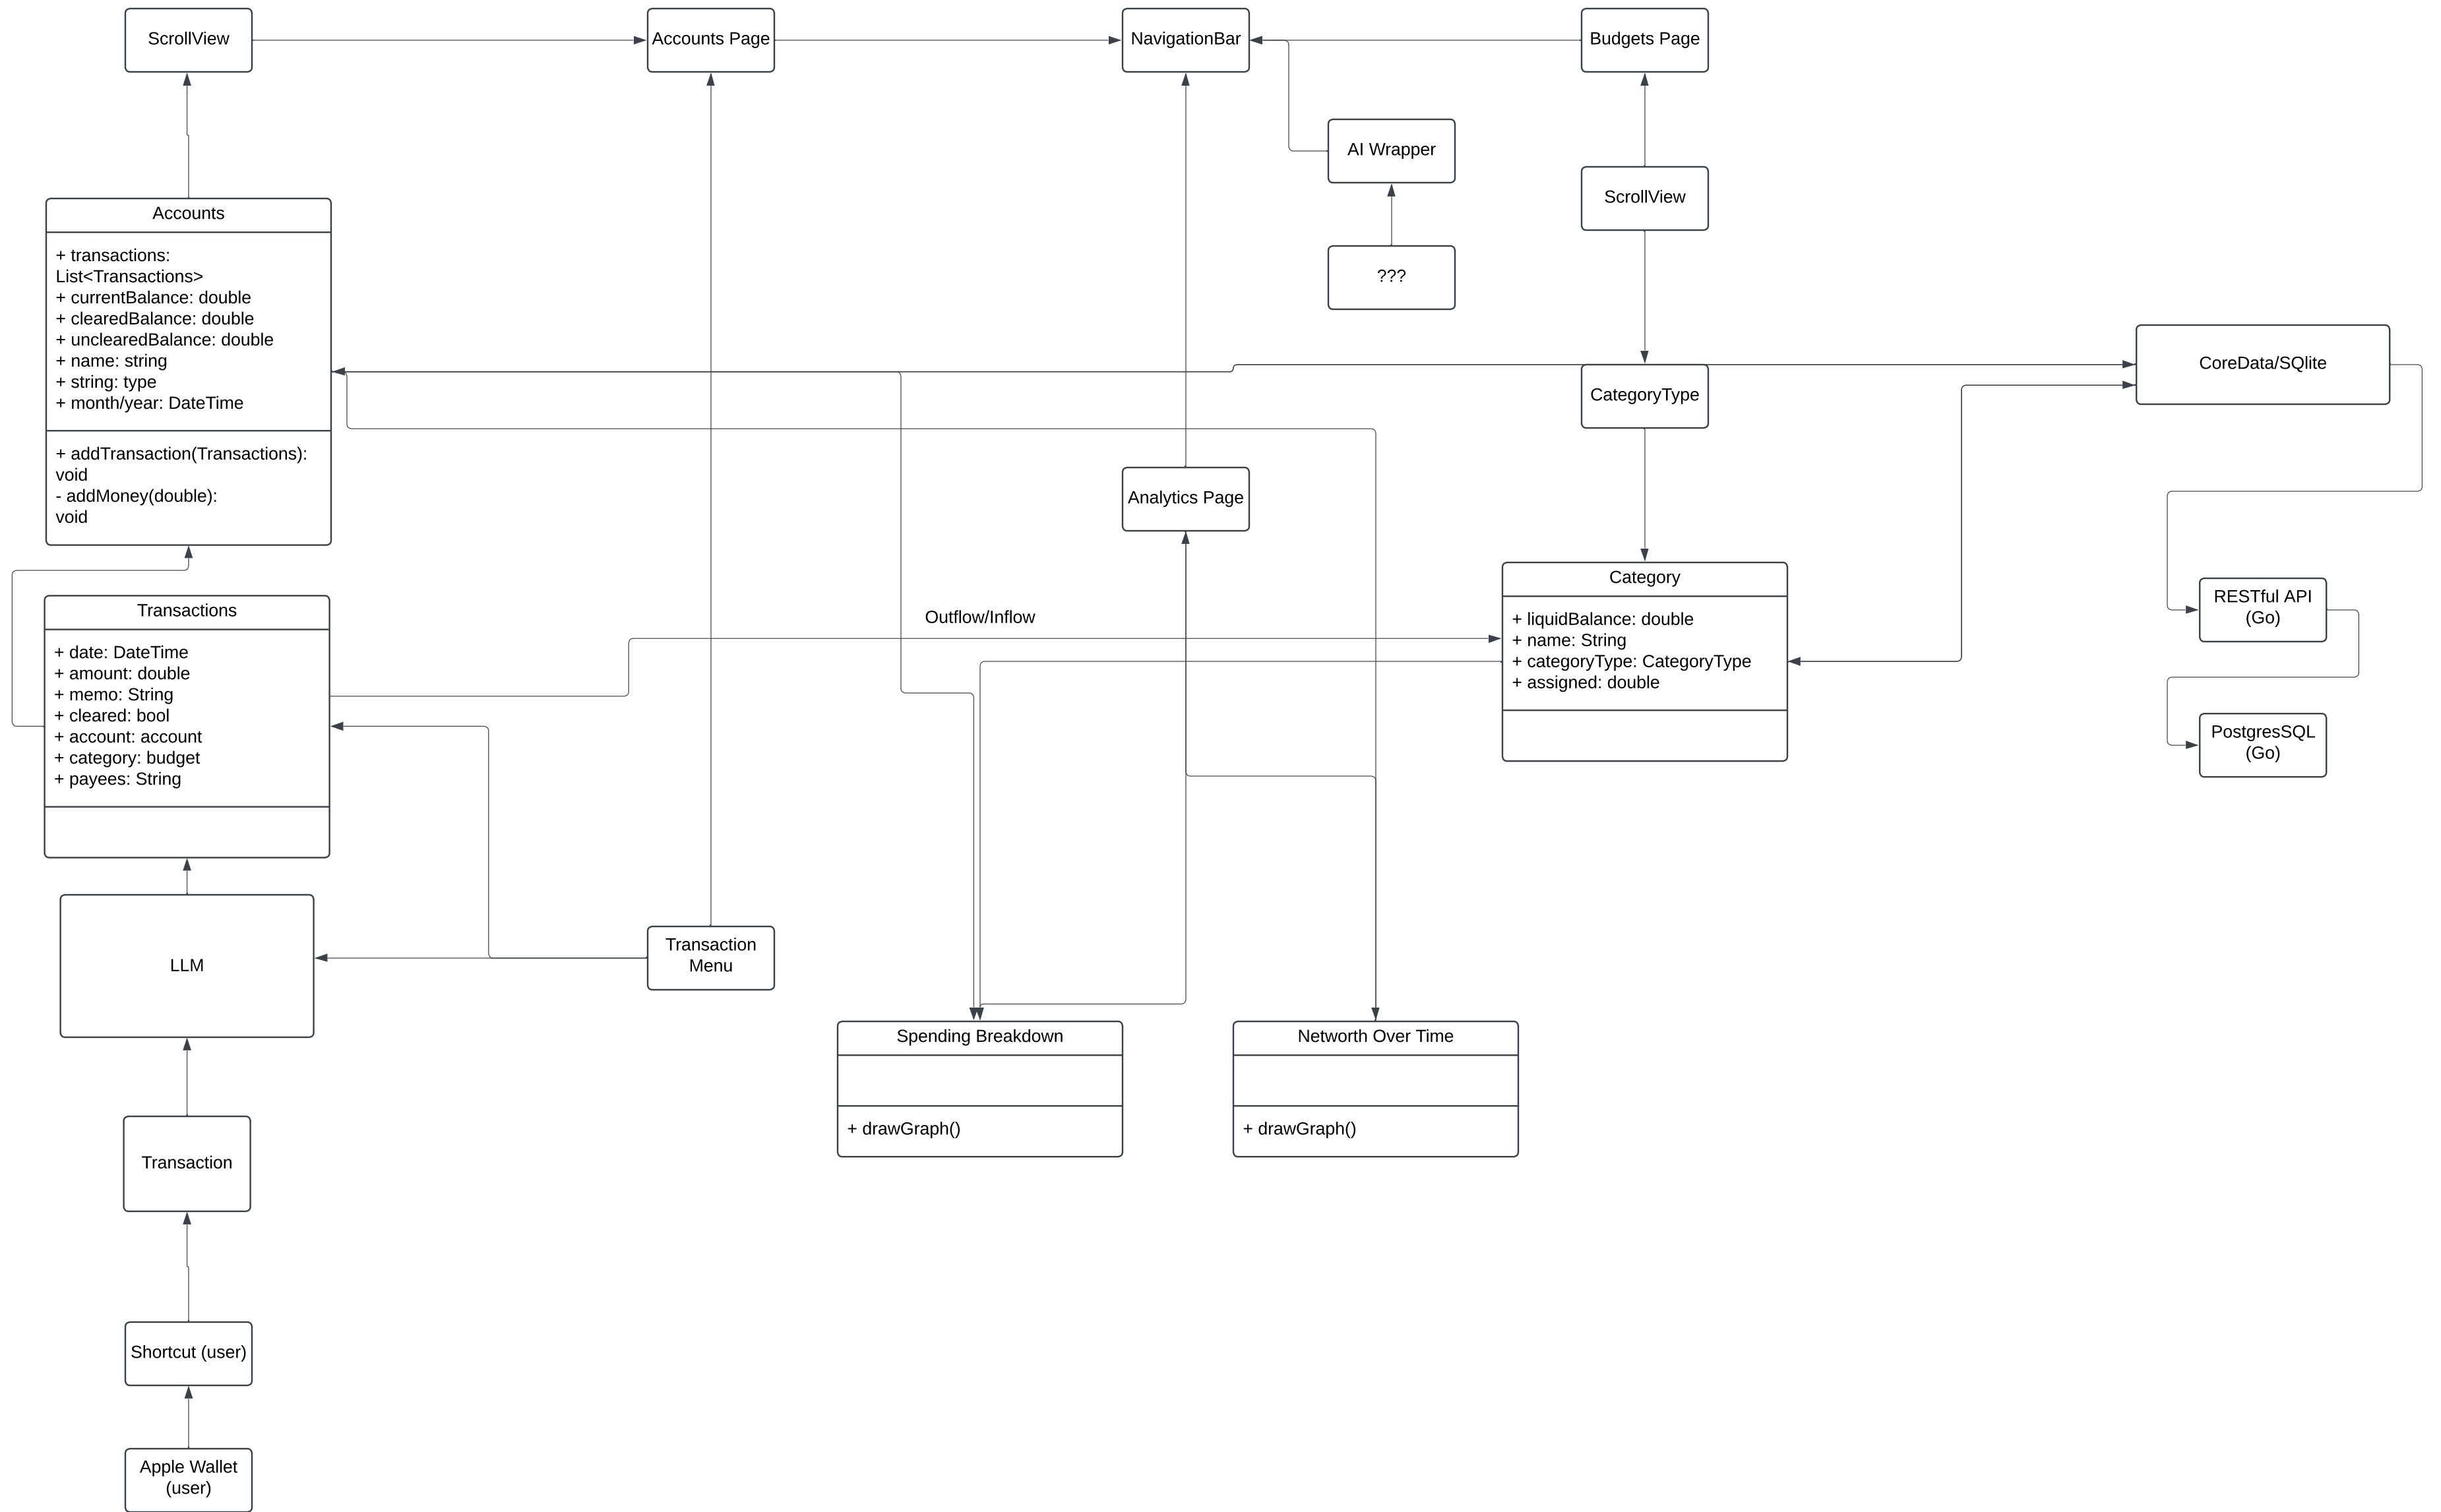 ScrollView
Accounts Page
NavigationBar
Budgets Page
AI Wrapper
ScrollView
???
Accounts
+ transactions:
List<Transactions>
+ currentBalance: double
+ clearedBalance: double
+ unclearedBalance: double
+ name: string
+ string: type
+ month/year: DateTime
+ addTransaction(Transactions):
void
- addMoney(double):
void
CoreData/SQlite
CategoryType
Analytics Page
Category
+ liquidBalance: double
+ name: String
+ categoryType: CategoryType
+ assigned: double
RESTful API
(Go)
Outflow/Inflow
Transactions
+ date: DateTime
+ amount: double
+ memo: String
+ cleared: bool
+ account: account
+ category: budget
+ payees: String
PostgresSQL
(Go)
LLM
Transaction
Menu
Spending Breakdown
+ drawGraph()
Networth Over Time
+ drawGraph()
Transaction
Shortcut (user)
Apple Wallet
(user)